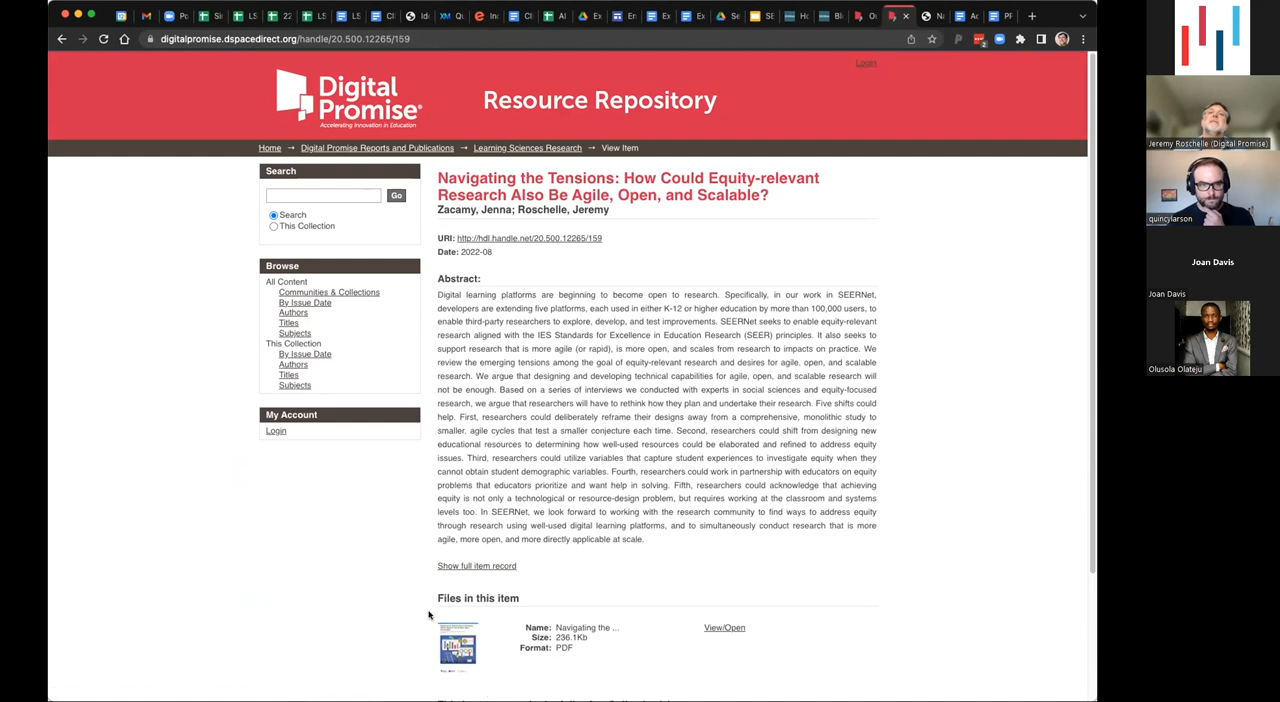 digitalpromise.dspacedirect.org/handle/20.500.12265/159
Login
Digital
Promise
Accelerating Innovation in Education
Resource Repository
Home → Digital Promise Reports and Publications → Learning Sciences Research → View Item
Search
Go
Search
This Collection
Browse
All Content
Communities & Collections
By Issue Date
Authors
Titles
Subjects
This Collection
By Issue Date
Authors
Titles
Subjects
My Account
Login
Navigating the Tensions: How Could Equity-relevant
Research Also Be Agile, Open, and Scalable?
Zacamy, Jenna; Roschelle, Jeremy
URI: http://hdl.handle.net/20.500.12265/159
Date: 2022-08
Abstract:
Digital learning platforms are beginning to become open to research. Specifically, in our work in SEERNet,
developers are extending five platforms, each used in either K-12 or higher education by more than 100,000 users, to
enable third-party researchers to explore, develop, and test improvements. SEERNet seeks to enable equity-relevant
research aligned with the IES Standards for Excellence in Education Research (SEER) principles. It also seeks to
support research that is more agile (or rapid), is more open, and scales from research to impacts on practice. We
review the emerging tensions among the goal of equity-relevant research and desires for agile, open, and scalable
research. We argue that designing and developing technical capabilities for agile, open, and scalable research will
not be enough. Based on a series of interviews we conducted with experts in social sciences and equity-focused
research, we argue that researchers will have to rethink how they plan and undertake their research. Five shifts could
help. First, researchers could deliberately reframe their designs away from a comprehensive, monolithic study to
smaller, agile cycles that test a smaller conjecture each time. Second, researchers could shift from designing new
educational resources to determining how well-used resources could be elaborated and refined to address equity
issues. Third, researchers could utilize variables that capture student experiences to investigate equity when they
cannot obtain student demographic variables. Fourth, researchers could work in partnership with educators on equity
problems that educators prioritize and want help in solving. Fifth, researchers could acknowledge that achieving
equity is not only a technological or resource-design problem, but requires working at the classroom and systems
levels too. In SEERNet, we look forward to working with the research community to find ways to address equity
through research using well-used digital learning platforms, and to simultaneously conduct research that is more
agile, more open, and more directly applicable at scale.
Show full item record
Files in this item
Name: Navigating the ...
Size: 236.1Kb
Format: PDF
View/Open
Jeremy Roschelle (Digital Promise)
quincylarson
Joan Davis
Joan Davis
Olusola Olateju